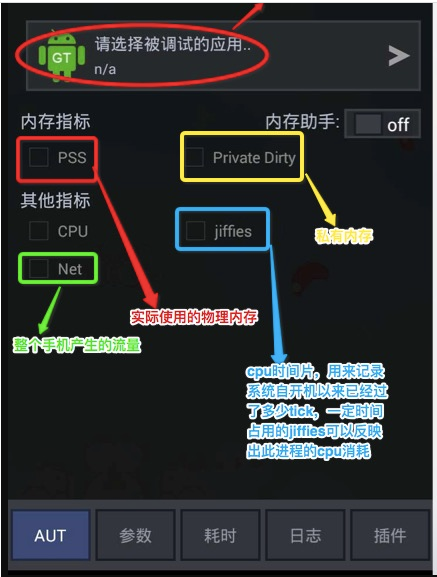 请选择被调试的应用..
GT
n/a
内存指标
内存助手:
off
PSS
Private Dirty
其他指标
CPU
jiffies
私有内存
Net
实际使用的物理内存
整个手机产生的流量
cpu时间片，用来记录
系统自开机以来已经过
了多少tick，一定时间
占用的jiffies可以反映
出此进程的cpu消耗
AUT
参数
耗时
日志
插件